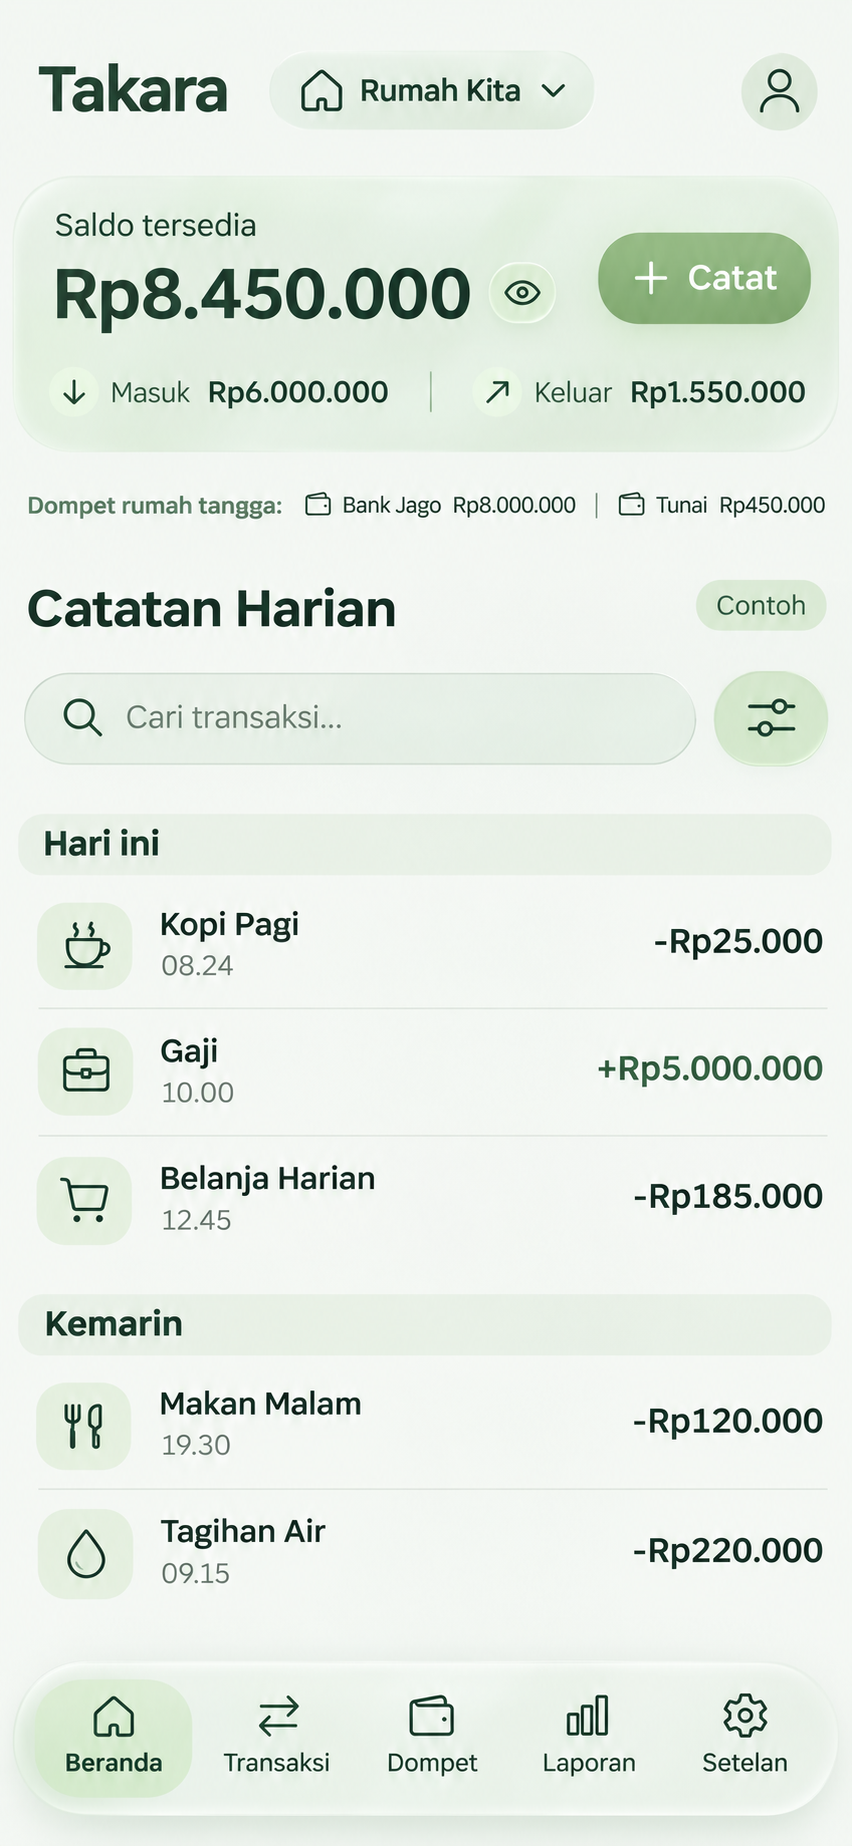 Takara
Rumah Kita
Saldo tersedia
Rp8.450.000
+ Catat
Masuk Rp6.000.000
Keluar Rp1.550.000
Dompet rumah tangga: Bank Jago Rp8.000.000 | Tunai Rp450.000
Catatan Harian
Contoh
Cari transaksi...
Hari ini
Kopi Pagi
08.24
-Rp25.000
Gaji
10.00
+Rp5.000.000
Belanja Harian
12.45
-Rp185.000
Kemarin
Makan Malam
19.30
-Rp120.000
Tagihan Air
09.15
-Rp220.000
Beranda
Transaksi
Dompet
Laporan
Setelan